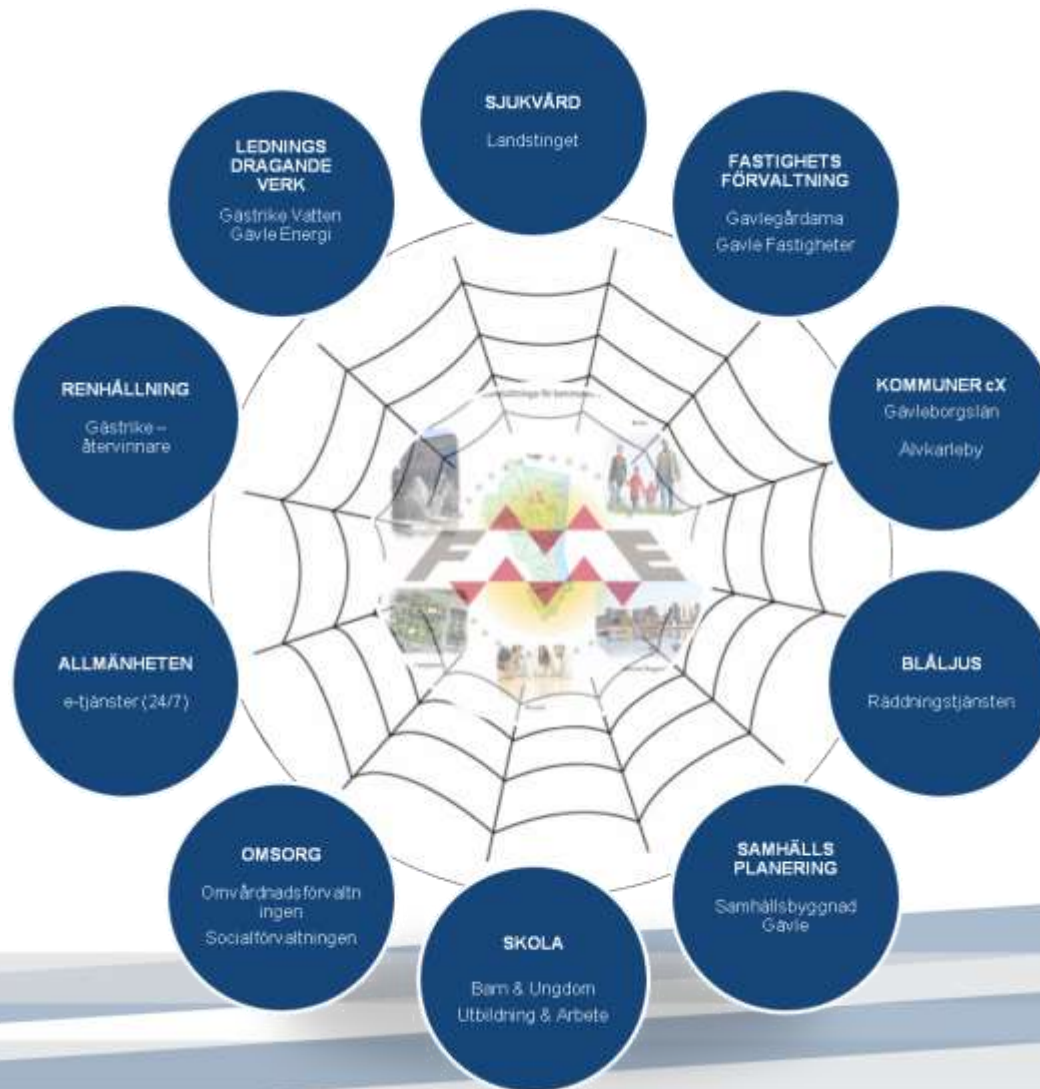 SJUKVÅRD
Landstinget
FASTIGHETS
FÖRVALTNING
Gavlegårdarna
Gavle Fastigheter
KOMMUNER cX
Gävleborgslän
Älvkarleby
BLÅLJUS
Räddningstjänsten
SAMHÄLLS
PLANERING
Samhällsbyggnad
Gävle
SKOLA
Barn & Ungdom
Utbildning & Arbete
OMSORG
Omvårdnadsförvaltn
ingen
Socialförvaltningen
ALLMÄNHETEN
e-tjänster (24/7)
RENHÅLLNING
Gästrike –
återvinnare
LEDNINGS
DRAGANDE
VERK
Gästrike Vatten
Gävle Energi